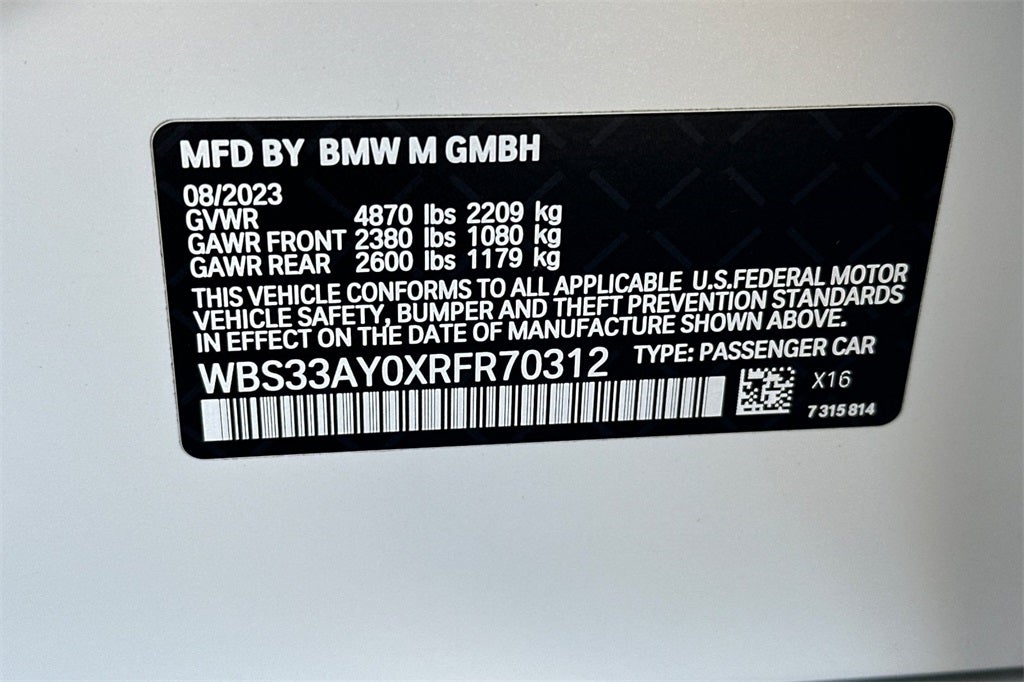 MFD BY BMW M GMBH
08/2023
GVWR 4870 lbs 2209 kg
GAWR FRONT 2380 lbs 1080 kg
GAWR REAR 2600 lbs 1179 kg
THIS VEHICLE CONFORMS TO ALL APPLICABLE U.S.FEDERAL MOTOR
VEHICLE SAFETY, BUMPER AND THEFT PREVENTION STANDARDS
IN EFFECT ON THE DATE OF MANUFACTURE SHOWN ABOVE.
WBS33AY0XRFR70312 TYPE: PASSENGER CAR
X16
7 315 814